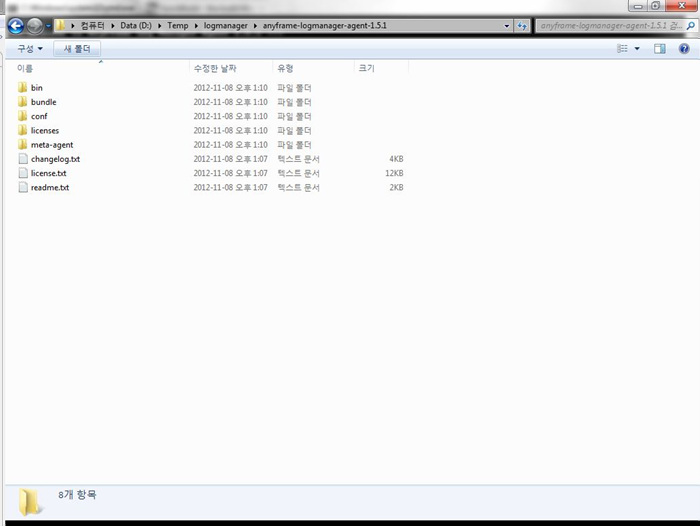 컴퓨터 Data (D:) Temp logmanager anyframe-logmanager-agent-1.5.1
anyframe-logmanager-agent-1.5.1 검...
구성 새 폴더
이름 수정한 날짜 유형 크기
bin 2012-11-08 오후 1:10 파일 폴더
bundle 2012-11-08 오후 1:10 파일 폴더
conf 2012-11-08 오후 1:10 파일 폴더
licenses 2012-11-08 오후 1:10 파일 폴더
meta-agent 2012-11-08 오후 1:10 파일 폴더
changelog.txt 2012-11-08 오후 1:07 텍스트 문서 4KB
license.txt 2012-11-08 오후 1:07 텍스트 문서 12KB
readme.txt 2012-11-08 오후 1:07 텍스트 문서 2KB
8개 항목